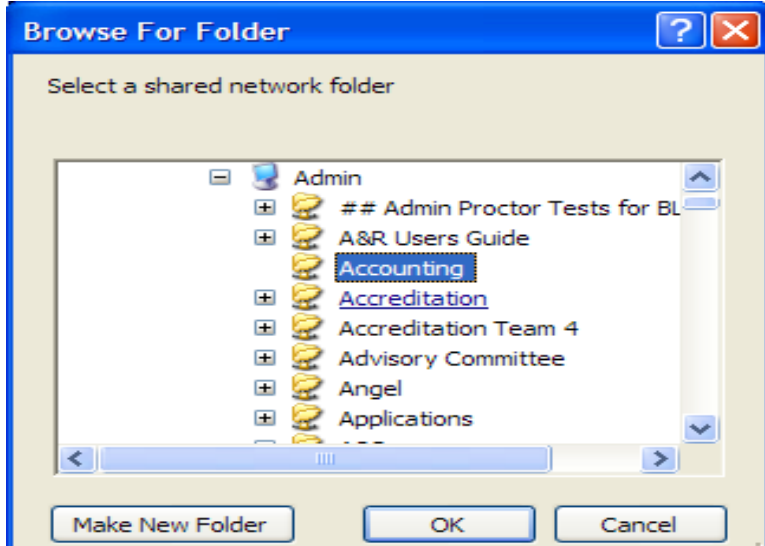 Browse For Folder
Select a shared network folder
Admin
## Admin Proctor Tests for BL
A&R Users Guide
Accounting
Accreditation
Accreditation Team 4
Advisory Committee
Angel
Applications
Make New Folder OK Cancel